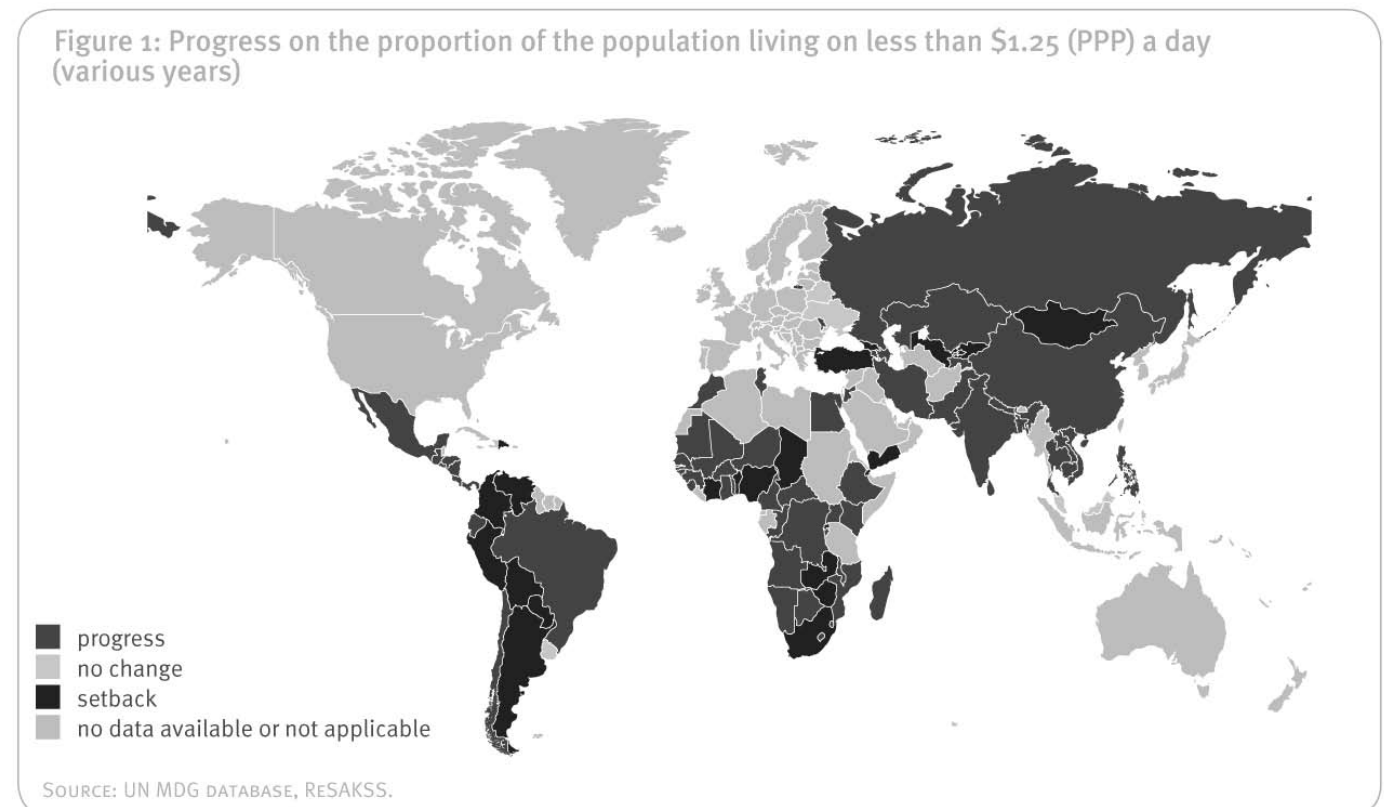 Figure 1: Progress on the proportion of the population living on less than $1.25 (PPP) a day
(various years)
progress
no change
setback
no data available or not applicable
Source: UN MDG database, ReSAKSS.